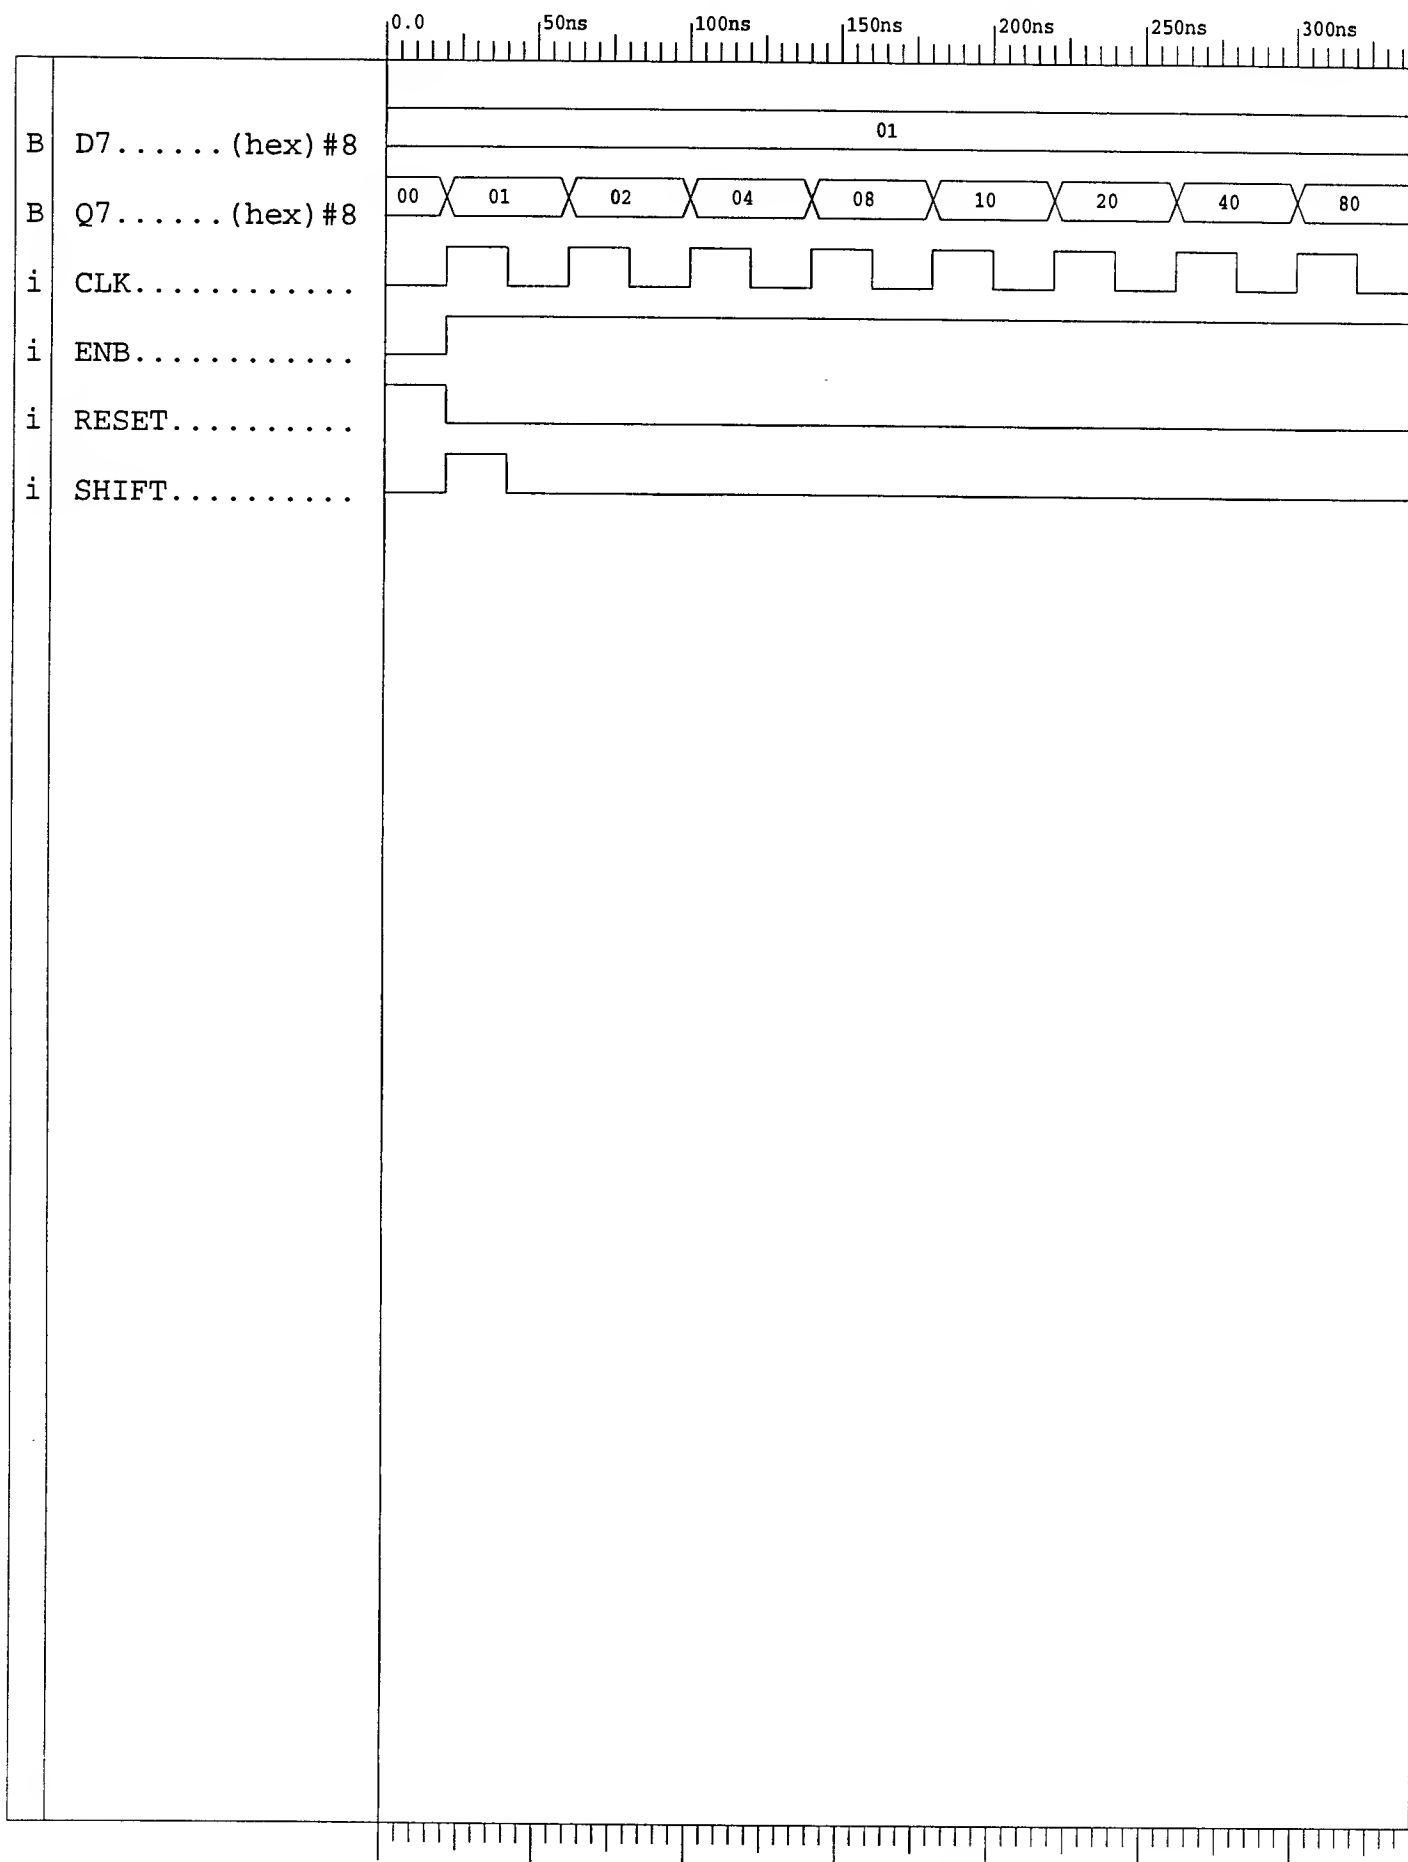 0.0 50ns 100ns 150ns 200ns 250ns 300ns
B D7......(hex)#8 01
B Q7......(hex)#8 00 01 02 04 08 10 20 40 80
i CLK............
i ENB............
i RESET..........
i SHIFT..........